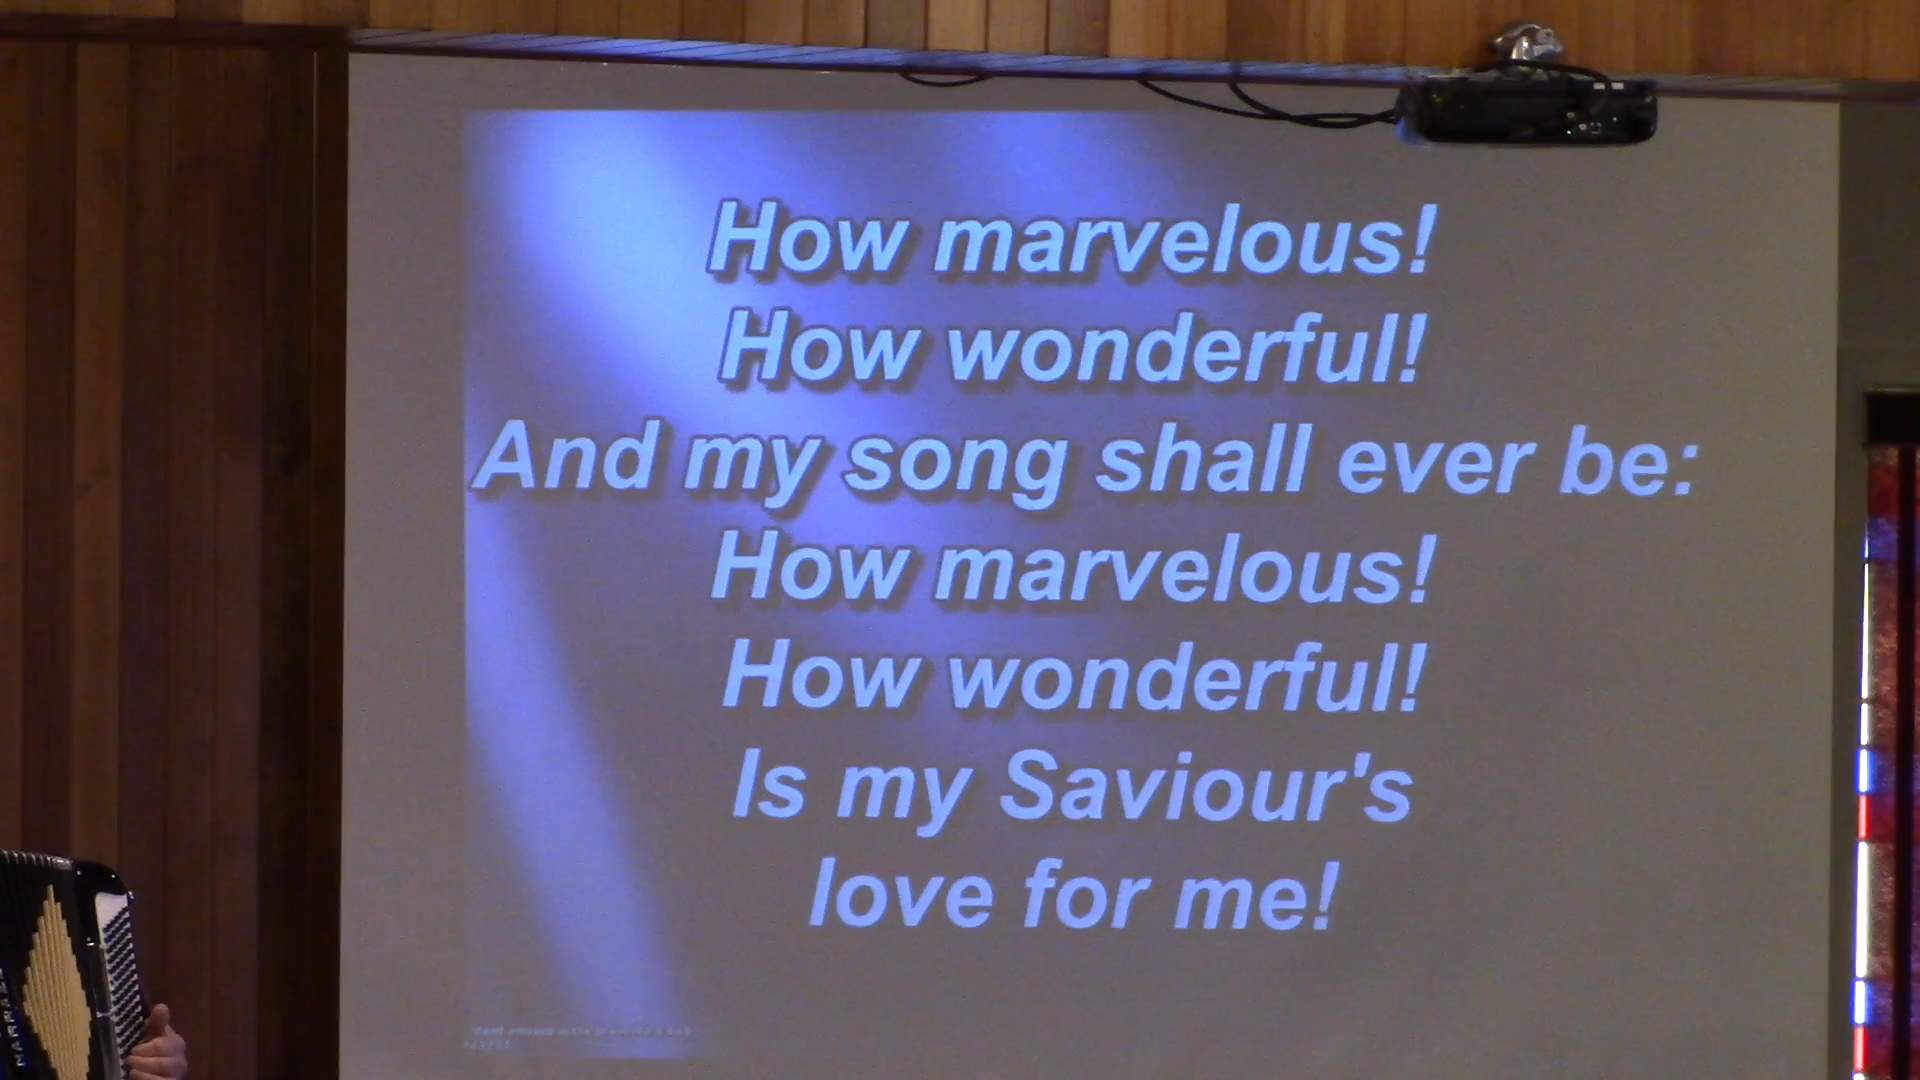 How marvelous!
How wonderful!
And my song shall ever be:
How marvelous!
How wonderful!
Is my Saviour's
love for me!